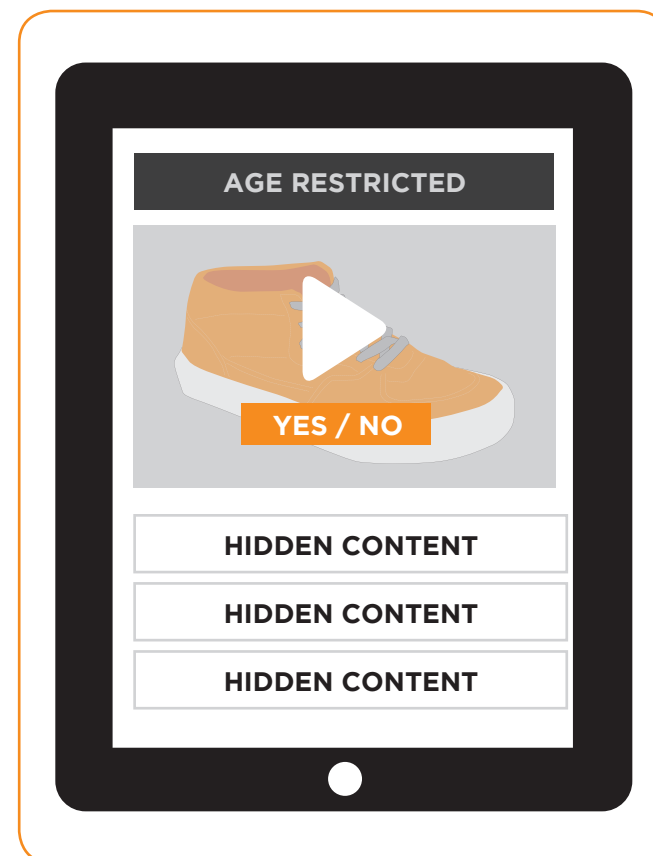 AGE RESTRICTED
YES / NO
HIDDEN CONTENT
HIDDEN CONTENT
HIDDEN CONTENT